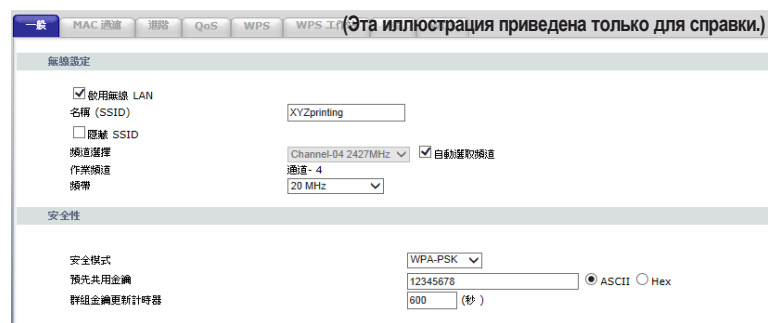 一般 MAC 過濾 進階 QoS WPS WPS (Эта иллюстрация приведена только для справки.)
無線設定
啟用無線 LAN
名稱 (SSID) XYZprinting
隱藏 SSID
頻道選擇 Channel-04 2427MHz 自動選取頻道
作業頻道 通道- 4
頻帶 20 MHz
安全性
安全模式 WPA-PSK
預先共用金鑰 12345678 ASCII Hex
群組金鑰更新計時器 600 (秒 )